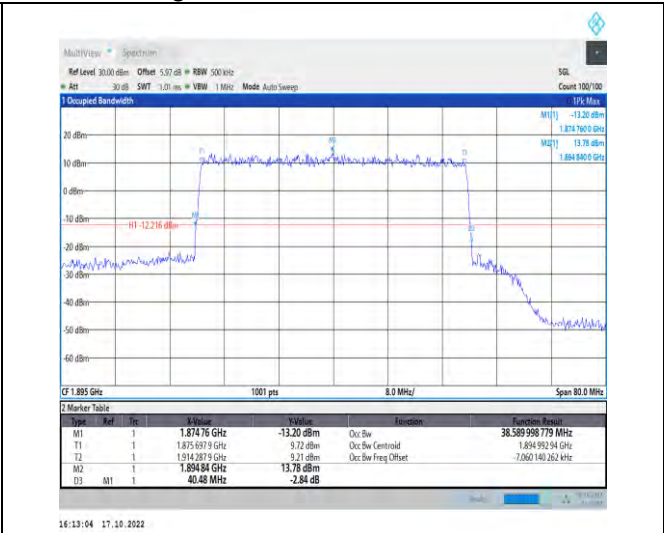 MultiView Spectrum
Ref Level 30.00 dBm Offset 5.97 dB RBW 500 kHz SGL
Att 30 dB SWT 1.01 ms VBW 1 MHz Mode Auto Sweep Count 100/100
1 Occupied Bandwidth 1Pk Max
M1[1] -13.20 dBm
1.874 760 0 GHz
20 dBm M2[1] 13.78 dBm
1.894 840 0 GHz
M2
T1 T2
10 dBm
0 dBm
-10 dBm M1
H1 -12.216 dBm
D3
-20 dBm
-30 dBm
-40 dBm
-50 dBm
-60 dBm
CF 1.895 GHz 1001 pts 8.0 MHz/ Span 80.0 MHz
2 Marker Table
Type Ref Trc X-Value Y-Value Function Function Result
M1 1 1.874 76 GHz -13.20 dBm Occ Bw 38.589 998 779 MHz
T1 1 1.875 697 9 GHz 9.72 dBm Occ Bw Centroid 1.894 992 94 GHz
T2 1 1.914 287 9 GHz 9.21 dBm Occ Bw Freq Offset -7.060 140 262 kHz
M2 1 1.894 84 GHz 13.78 dBm
D3 M1 1 40.48 MHz -2.84 dB
16:13:04 17.10.2022